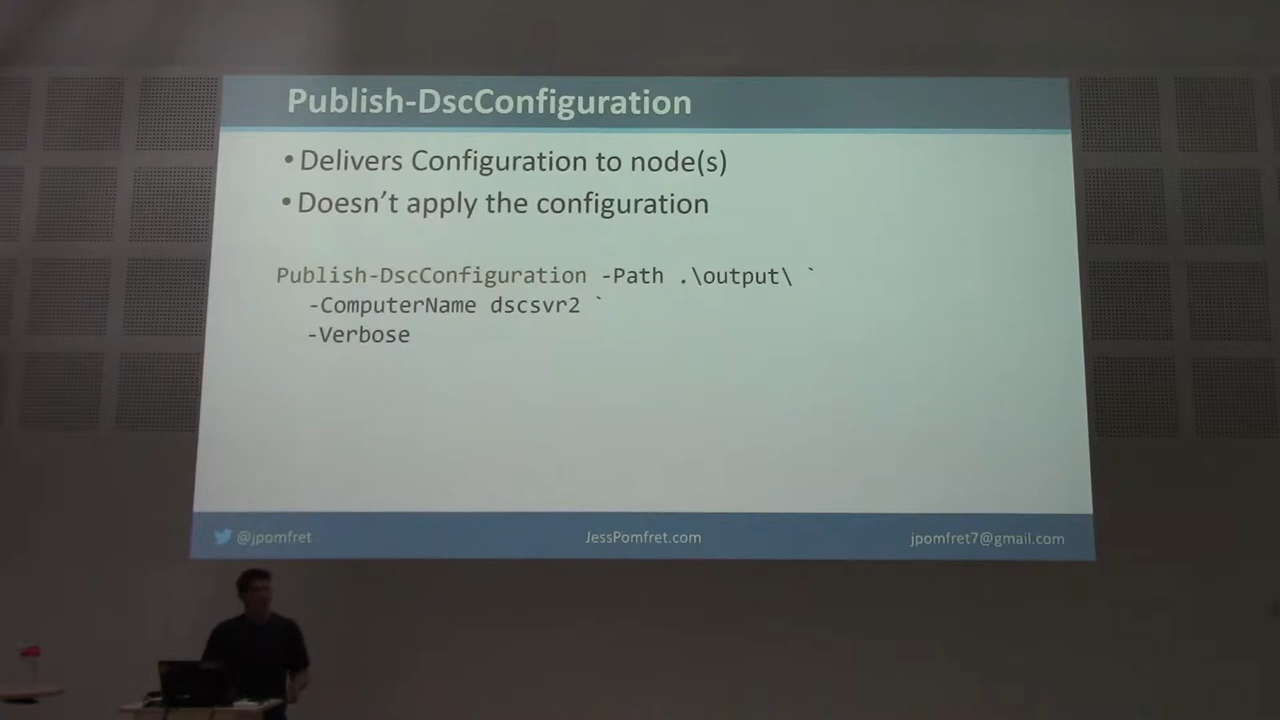 Publish-DscConfiguration
• Delivers Configuration to node(s)
• Doesn't apply the configuration
Publish-DscConfiguration -Path .\output\ `
-ComputerName dscsvr2 `
-Verbose
@jpomfret
JessPomfret.com
jpomfret7@gmail.com